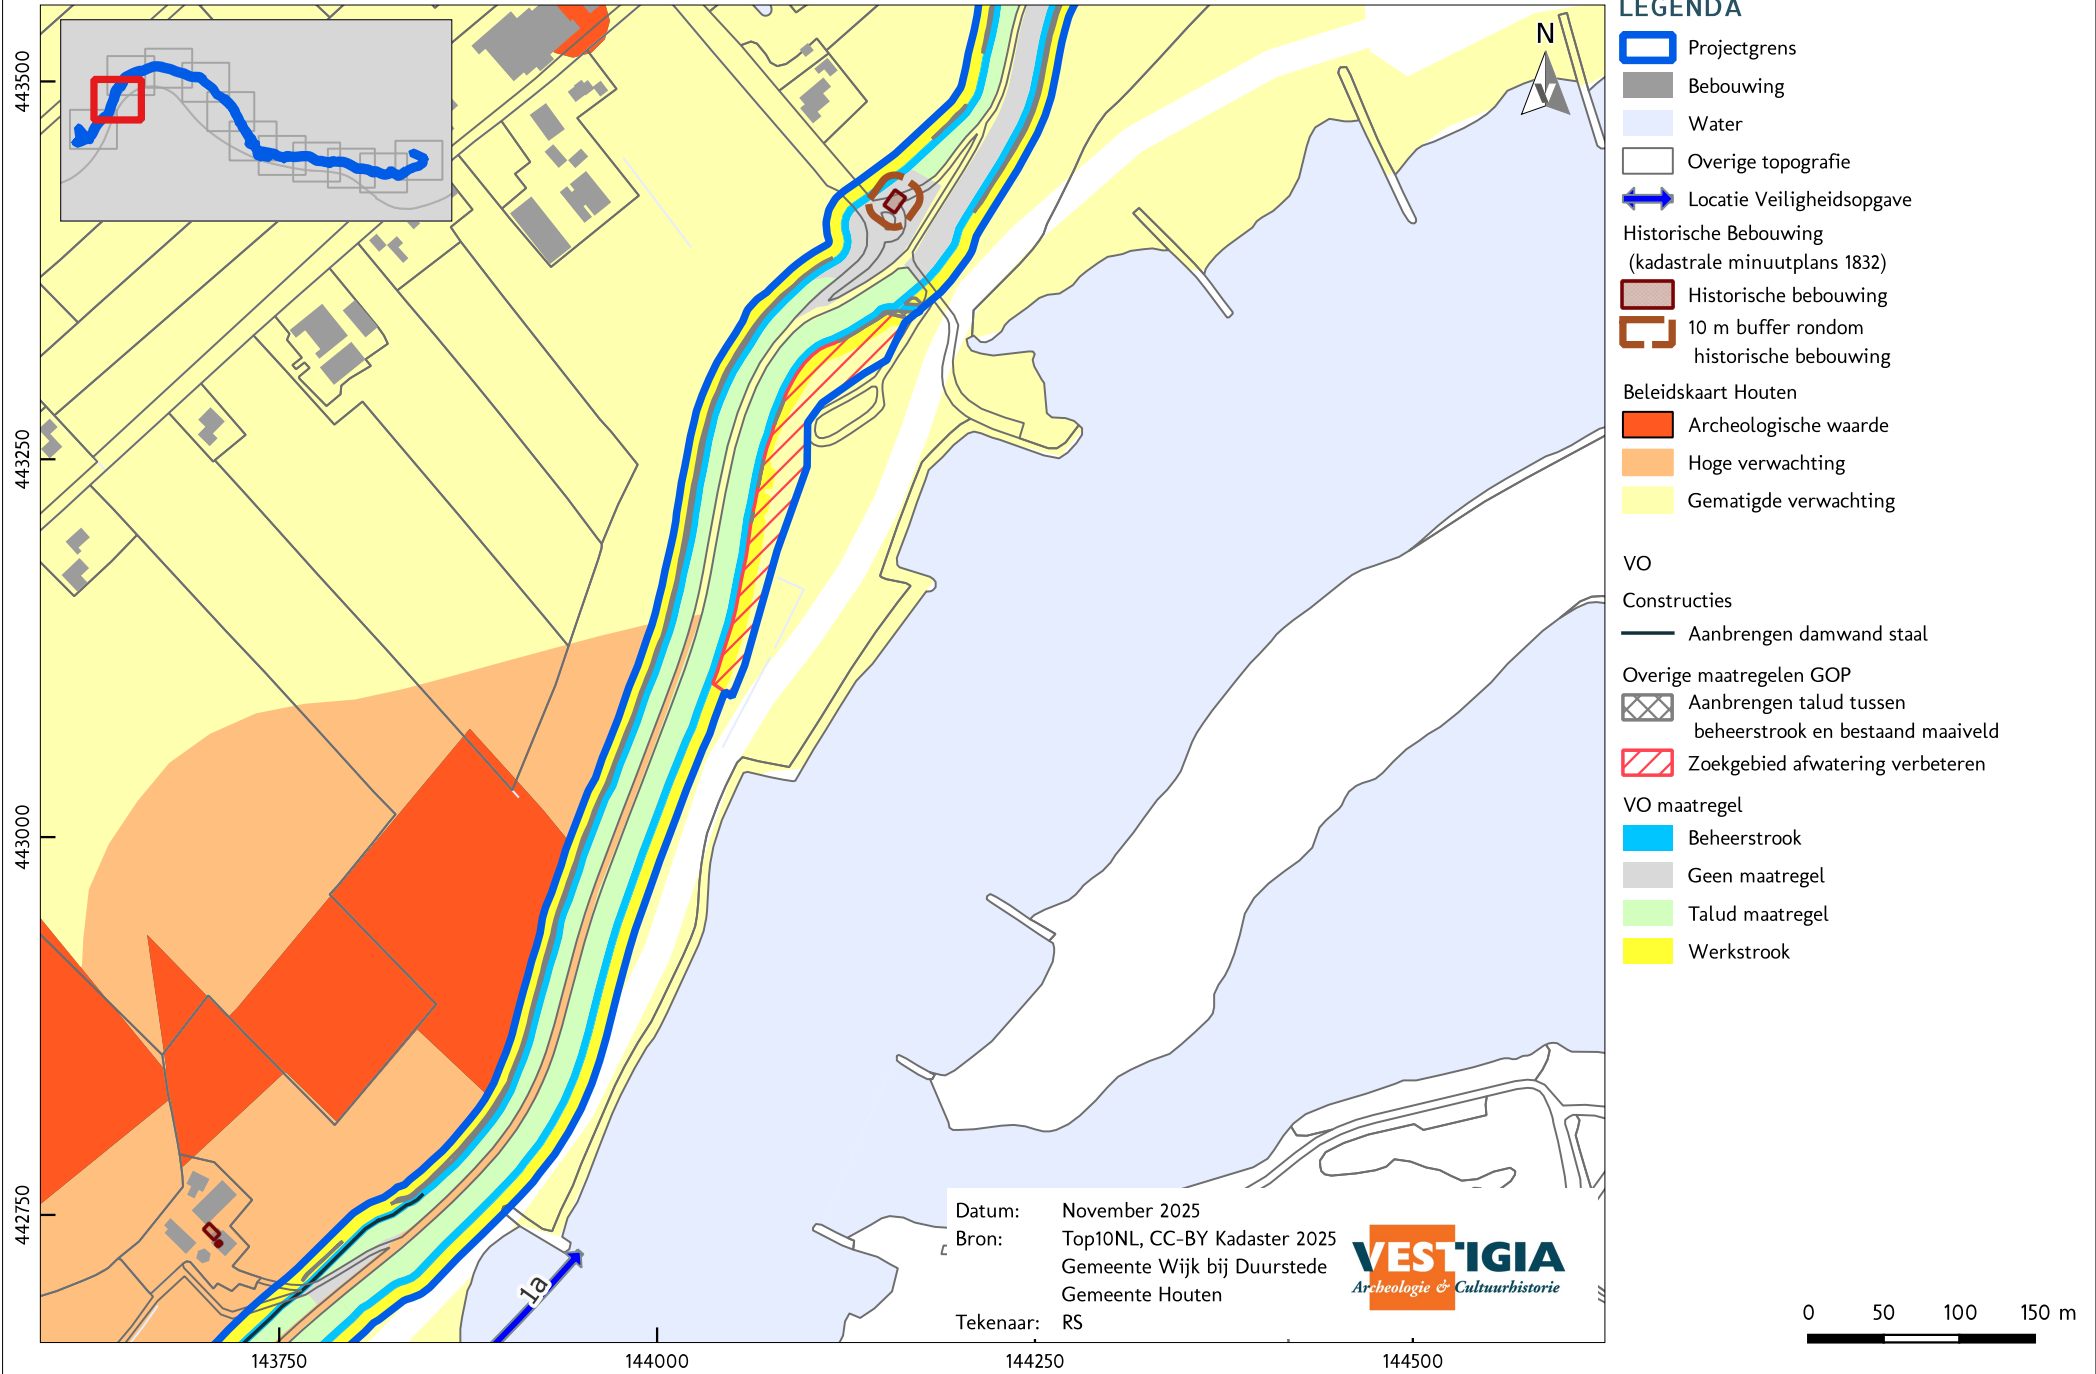 LEGENDA
Projectgrens
Bebouwing
Water
Overige topografie
Locatie Veiligheidsopgave
Historische Bebouwing
(kadastrale minuutplans 1832)
Historische bebouwing
10 m buffer rondom
historische bebouwing
Beleidskaart Houten
Archeologische waarde
Hoge verwachting
Gematigde verwachting
VO
Constructies
Aanbrengen damwand staal
Overige maatregelen GOP
Aanbrengen talud tussen
beheerstrook en bestaand maaiveld
Zoekgebied afwatering verbeteren
VO maatregel
Beheerstrook
Geen maatregel
Talud maatregel
Werkstrook
N
443500
443250
443000
442750
143750
144000
144250
144500
1a
Datum: November 2025
Bron: Top10NL, CC-BY Kadaster 2025
Gemeente Wijk bij Duurstede
Gemeente Houten
Tekenaar: RS
VESTIGIA
Archeologie & Cultuurhistorie
0 50 100 150 m